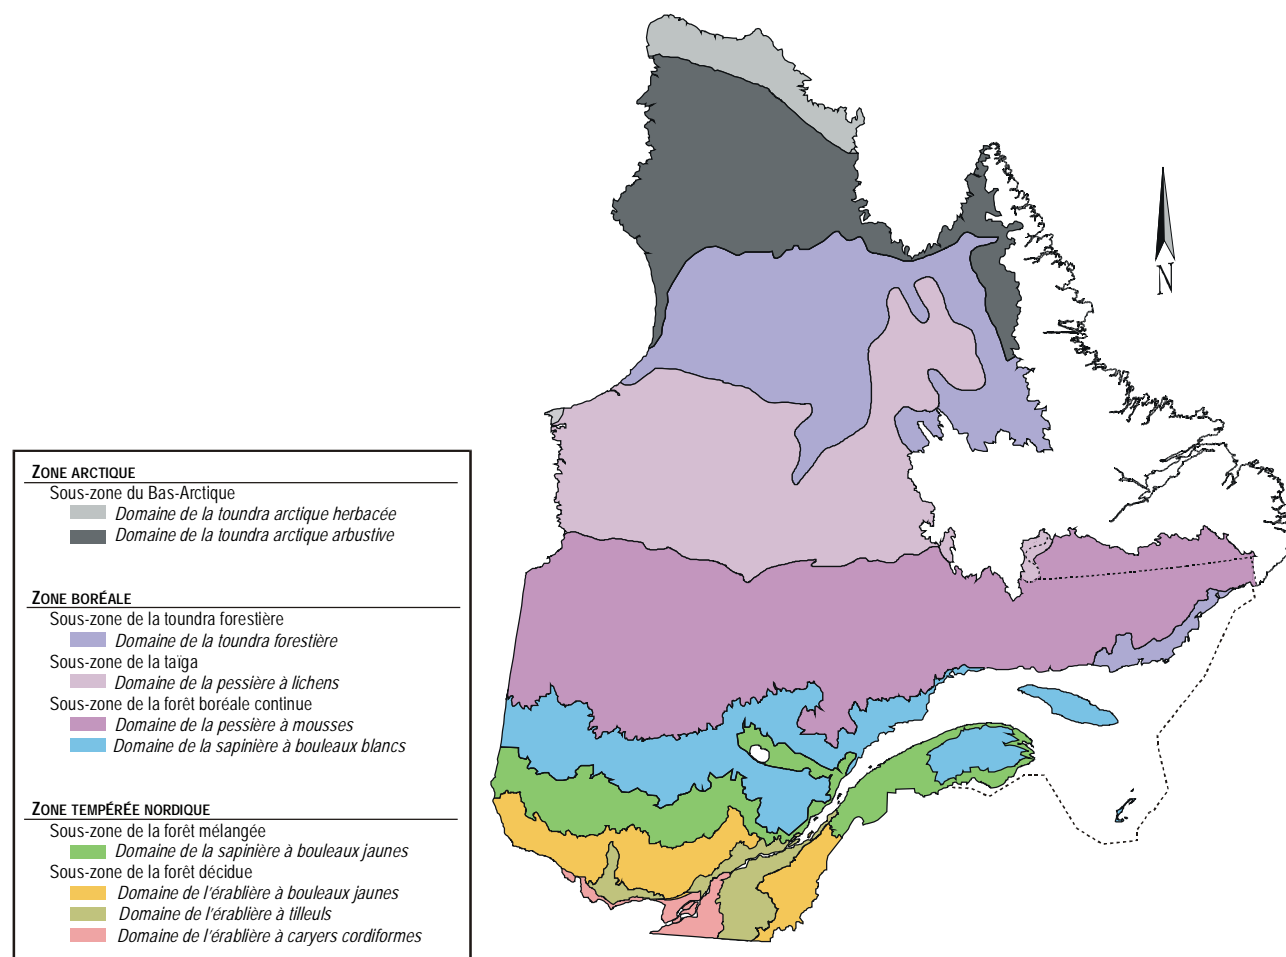 ZONE ARCTIQUE
Sous-zone du Bas-Arctique
Domaine de la toundra arctique herbacée
Domaine de la toundra arctique arbustive
ZONE BORÉALE
Sous-zone de la toundra forestière
Domaine de la toundra forestière
Sous-zone de la taïga
Domaine de la pessière à lichens
Sous-zone de la forêt boréale continue
Domaine de la pessière à mousses
Domaine de la sapinière à bouleaux blancs
ZONE TEMPÉRÉE NORDIQUE
Sous-zone de la forêt mélangée
Domaine de la sapinière à bouleaux jaunes
Sous-zone de la forêt décidue
Domaine de l'érablière à bouleaux jaunes
Domaine de l'érablière à tilleuls
Domaine de l'érablière à caryers cordiformes
N